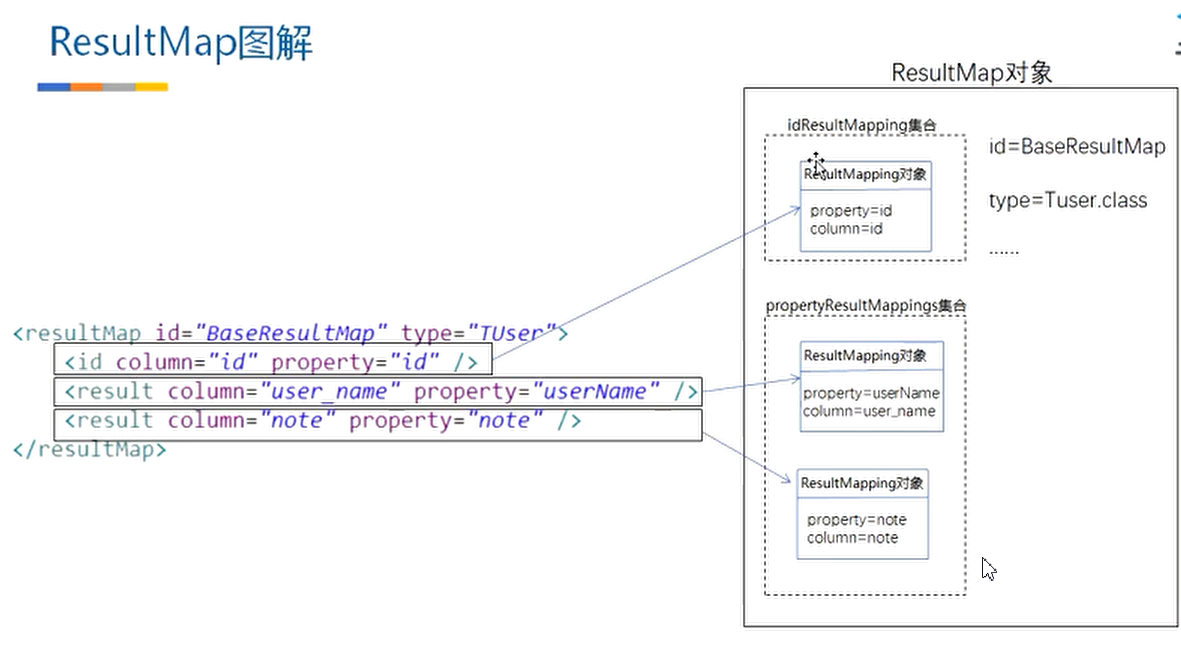 ResultMap图解
<resultMap id="BaseResultMap" type="TUser">
<id column="id" property="id" />
<result column="user_name" property="userName" />
<result column="note" property="note" />
</resultMap>
ResultMap对象
idResultMapping集合
ResultMapping对象
property=id
column=id
id=BaseResultMap
type=Tuser.class
......
propertyResultMappings集合
ResultMapping对象
property=userName
column=user_name
ResultMapping对象
property=note
column=note